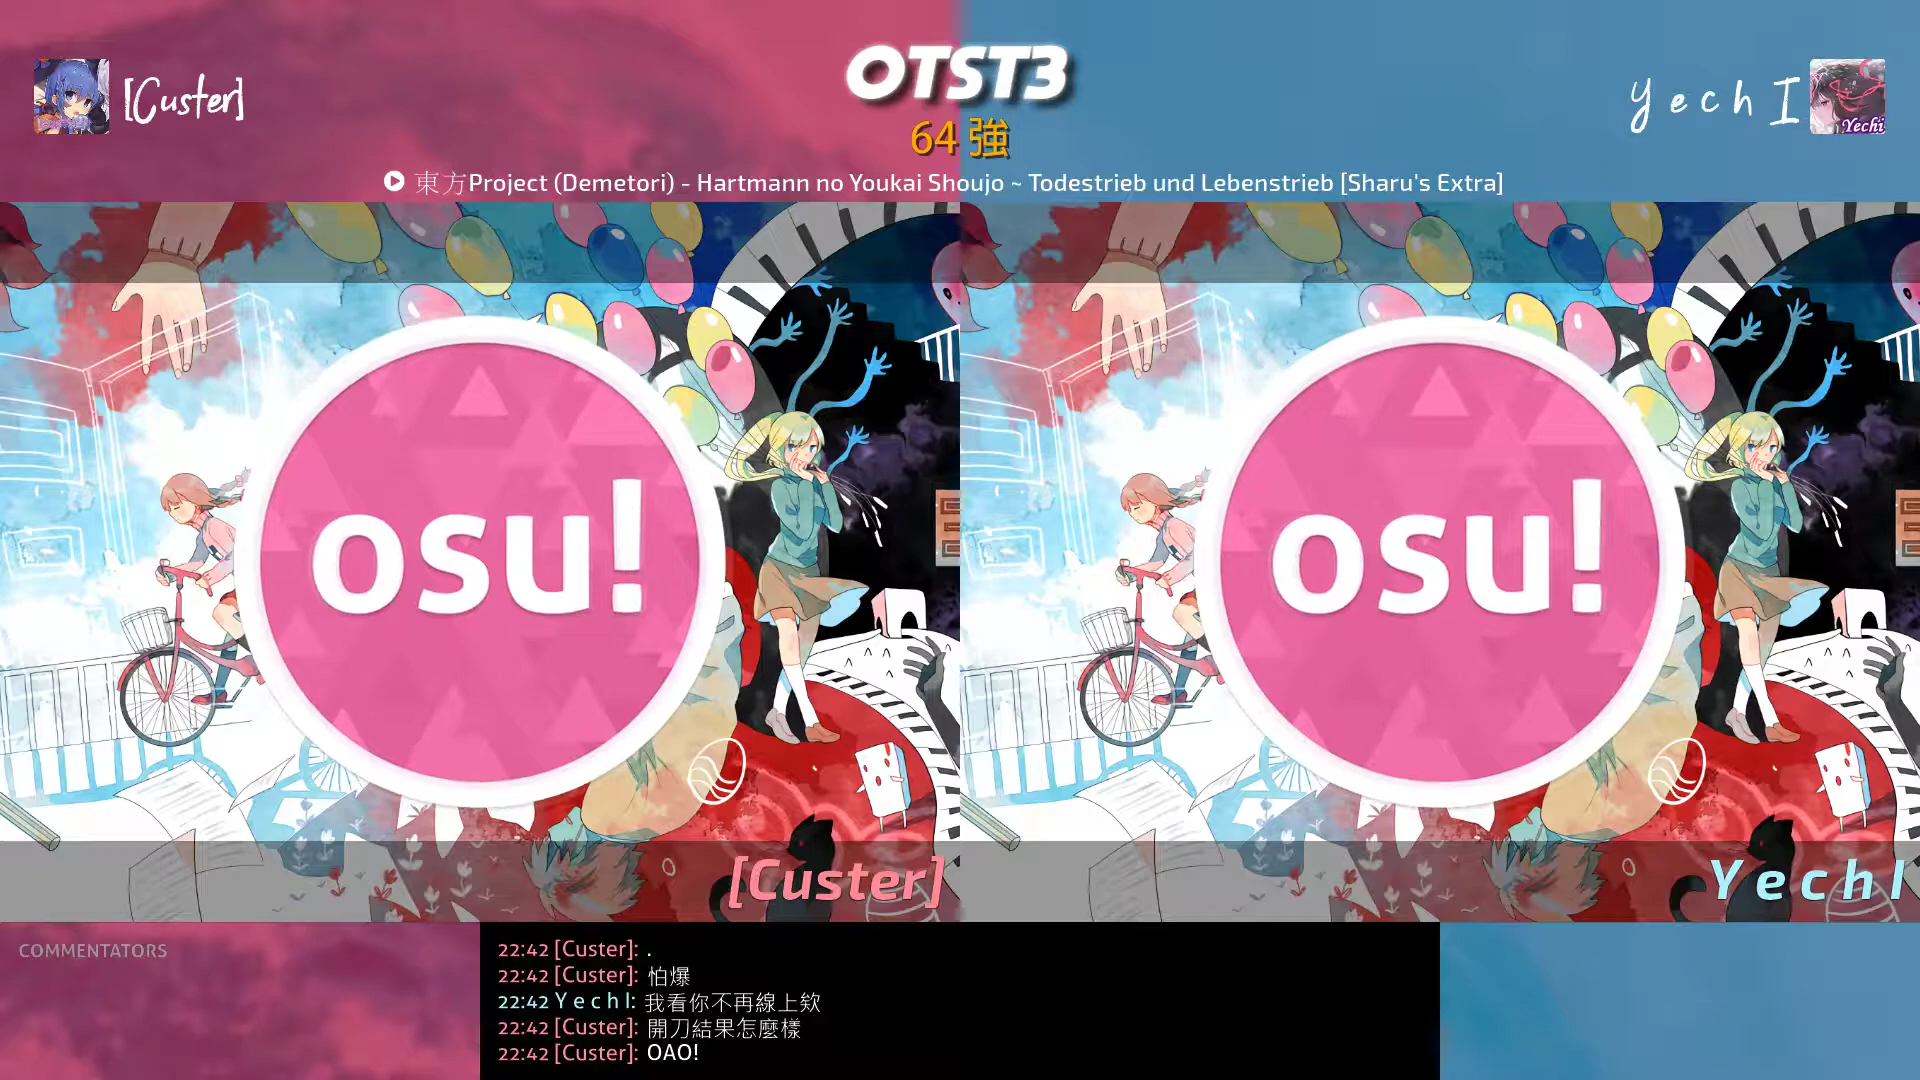 [Custer]
OTST3
64 強
Y e c h I
Yechi
東方Project (Demetori) - Hartmann no Youkai Shoujo ~ Todestrieb und Lebenstrieb [Sharu's Extra]
osu!
osu!
[Custer]
Y e c h I
COMMENTATORS
22:42 [Custer]: .
22:42 [Custer]: 怕爆
22:42 Y e c h I: 我看你不再線上欸
22:42 [Custer]: 開刀結果怎麼樣
22:42 [Custer]: OAO!